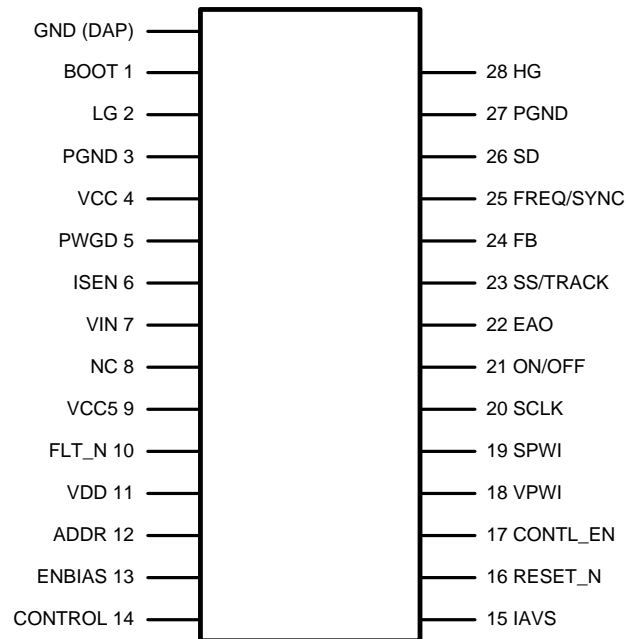 GND (DAP)
BOOT 1
LG 2
PGND 3
VCC 4
PWGD 5
ISEN 6
VIN 7
NC 8
VCC5 9
FLT_N 10
VDD 11
ADDR 12
ENBIAS 13
CONTROL 14
28 HG
27 PGND
26 SD
25 FREQ/SYNC
24 FB
23 SS/TRACK
22 EAO
21 ON/OFF
20 SCLK
19 SPWI
18 VPWI
17 CONTL_EN
16 RESET_N
15 IAVS